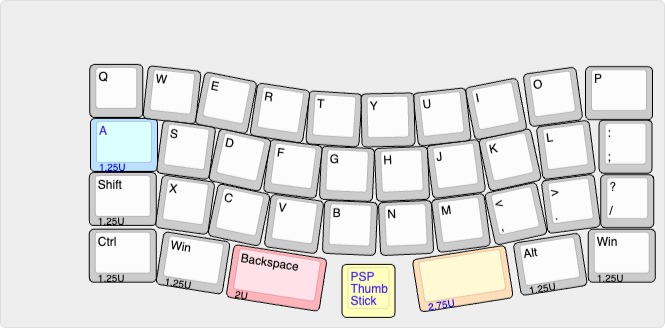 Q W E R T Y U I O P
A S D F G H J K L :
1.25U ;
Shift X C V B N M < > ?
1.25U , . /
Ctrl Win Backspace PSP Alt Win
Thumb
Stick
1.25U 1.25U 2U 2.75U 1.25U 1.25U